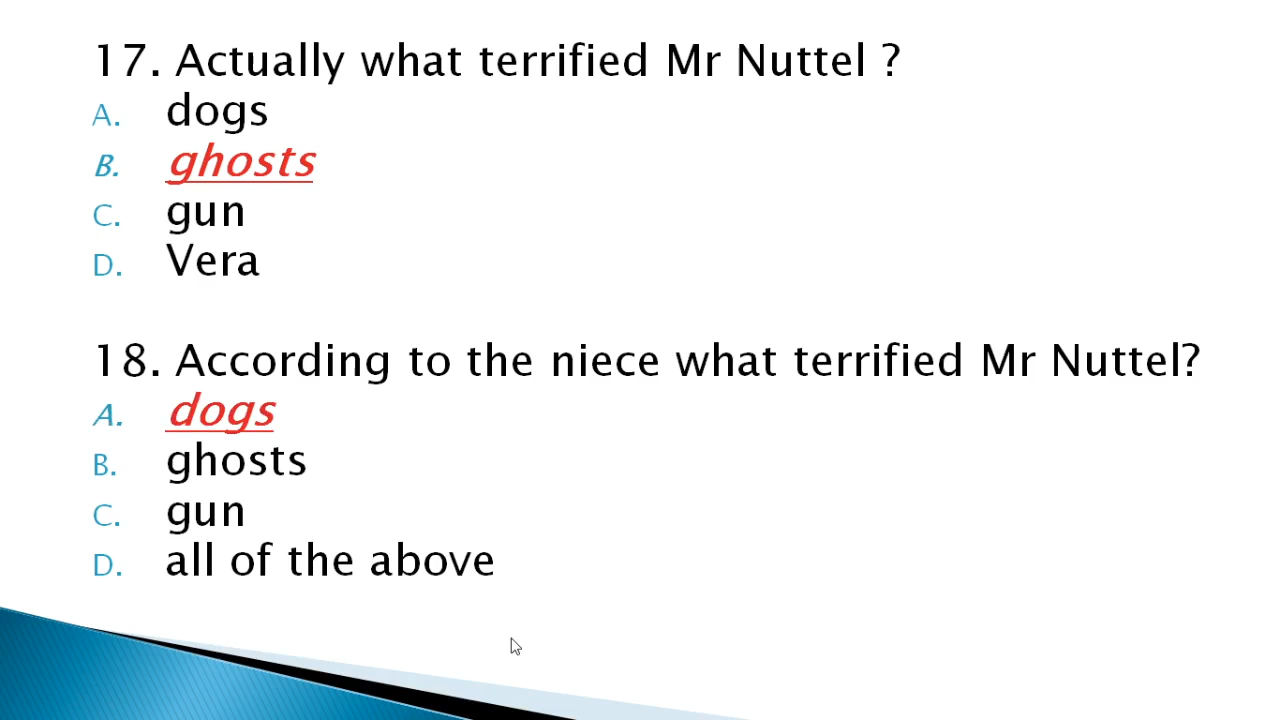 17. Actually what terrified Mr Nuttel ?
A. dogs
B. ghosts
C. gun
D. Vera
18. According to the niece what terrified Mr Nuttel?
A. dogs
B. ghosts
C. gun
D. all of the above